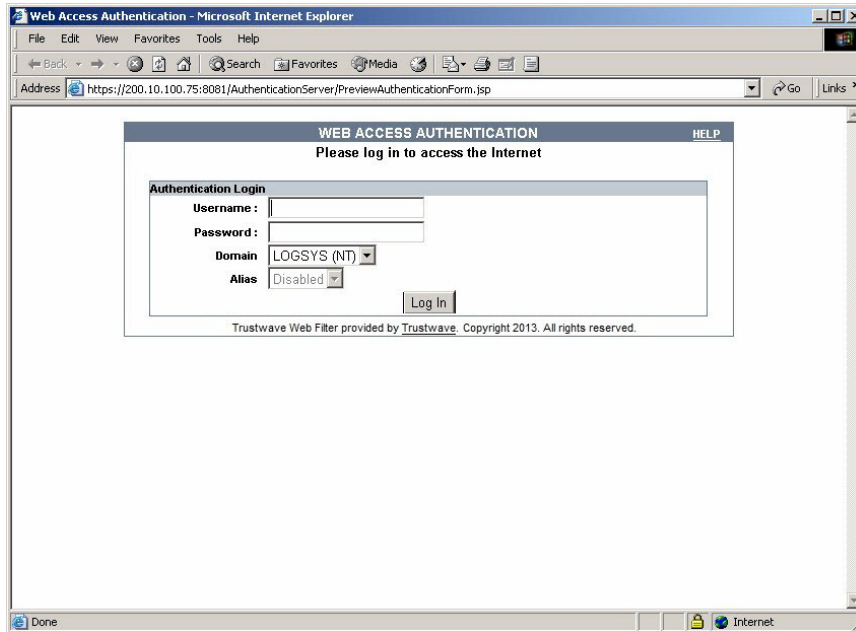 Web Access Authentication - Microsoft Internet Explorer
File Edit View Favorites Tools Help
Back Search Favorites Media
Address https://200.10.100.75:8081/AuthenticationServer/PreviewAuthenticationForm.jsp Go Links »
WEB ACCESS AUTHENTICATION HELP
Please log in to access the Internet
Authentication Login
Username :
Password :
Domain LOGSYS (NT)
Alias Disabled
Log In
Trustwave Web Filter provided by Trustwave. Copyright 2013. All rights reserved.
Done Internet